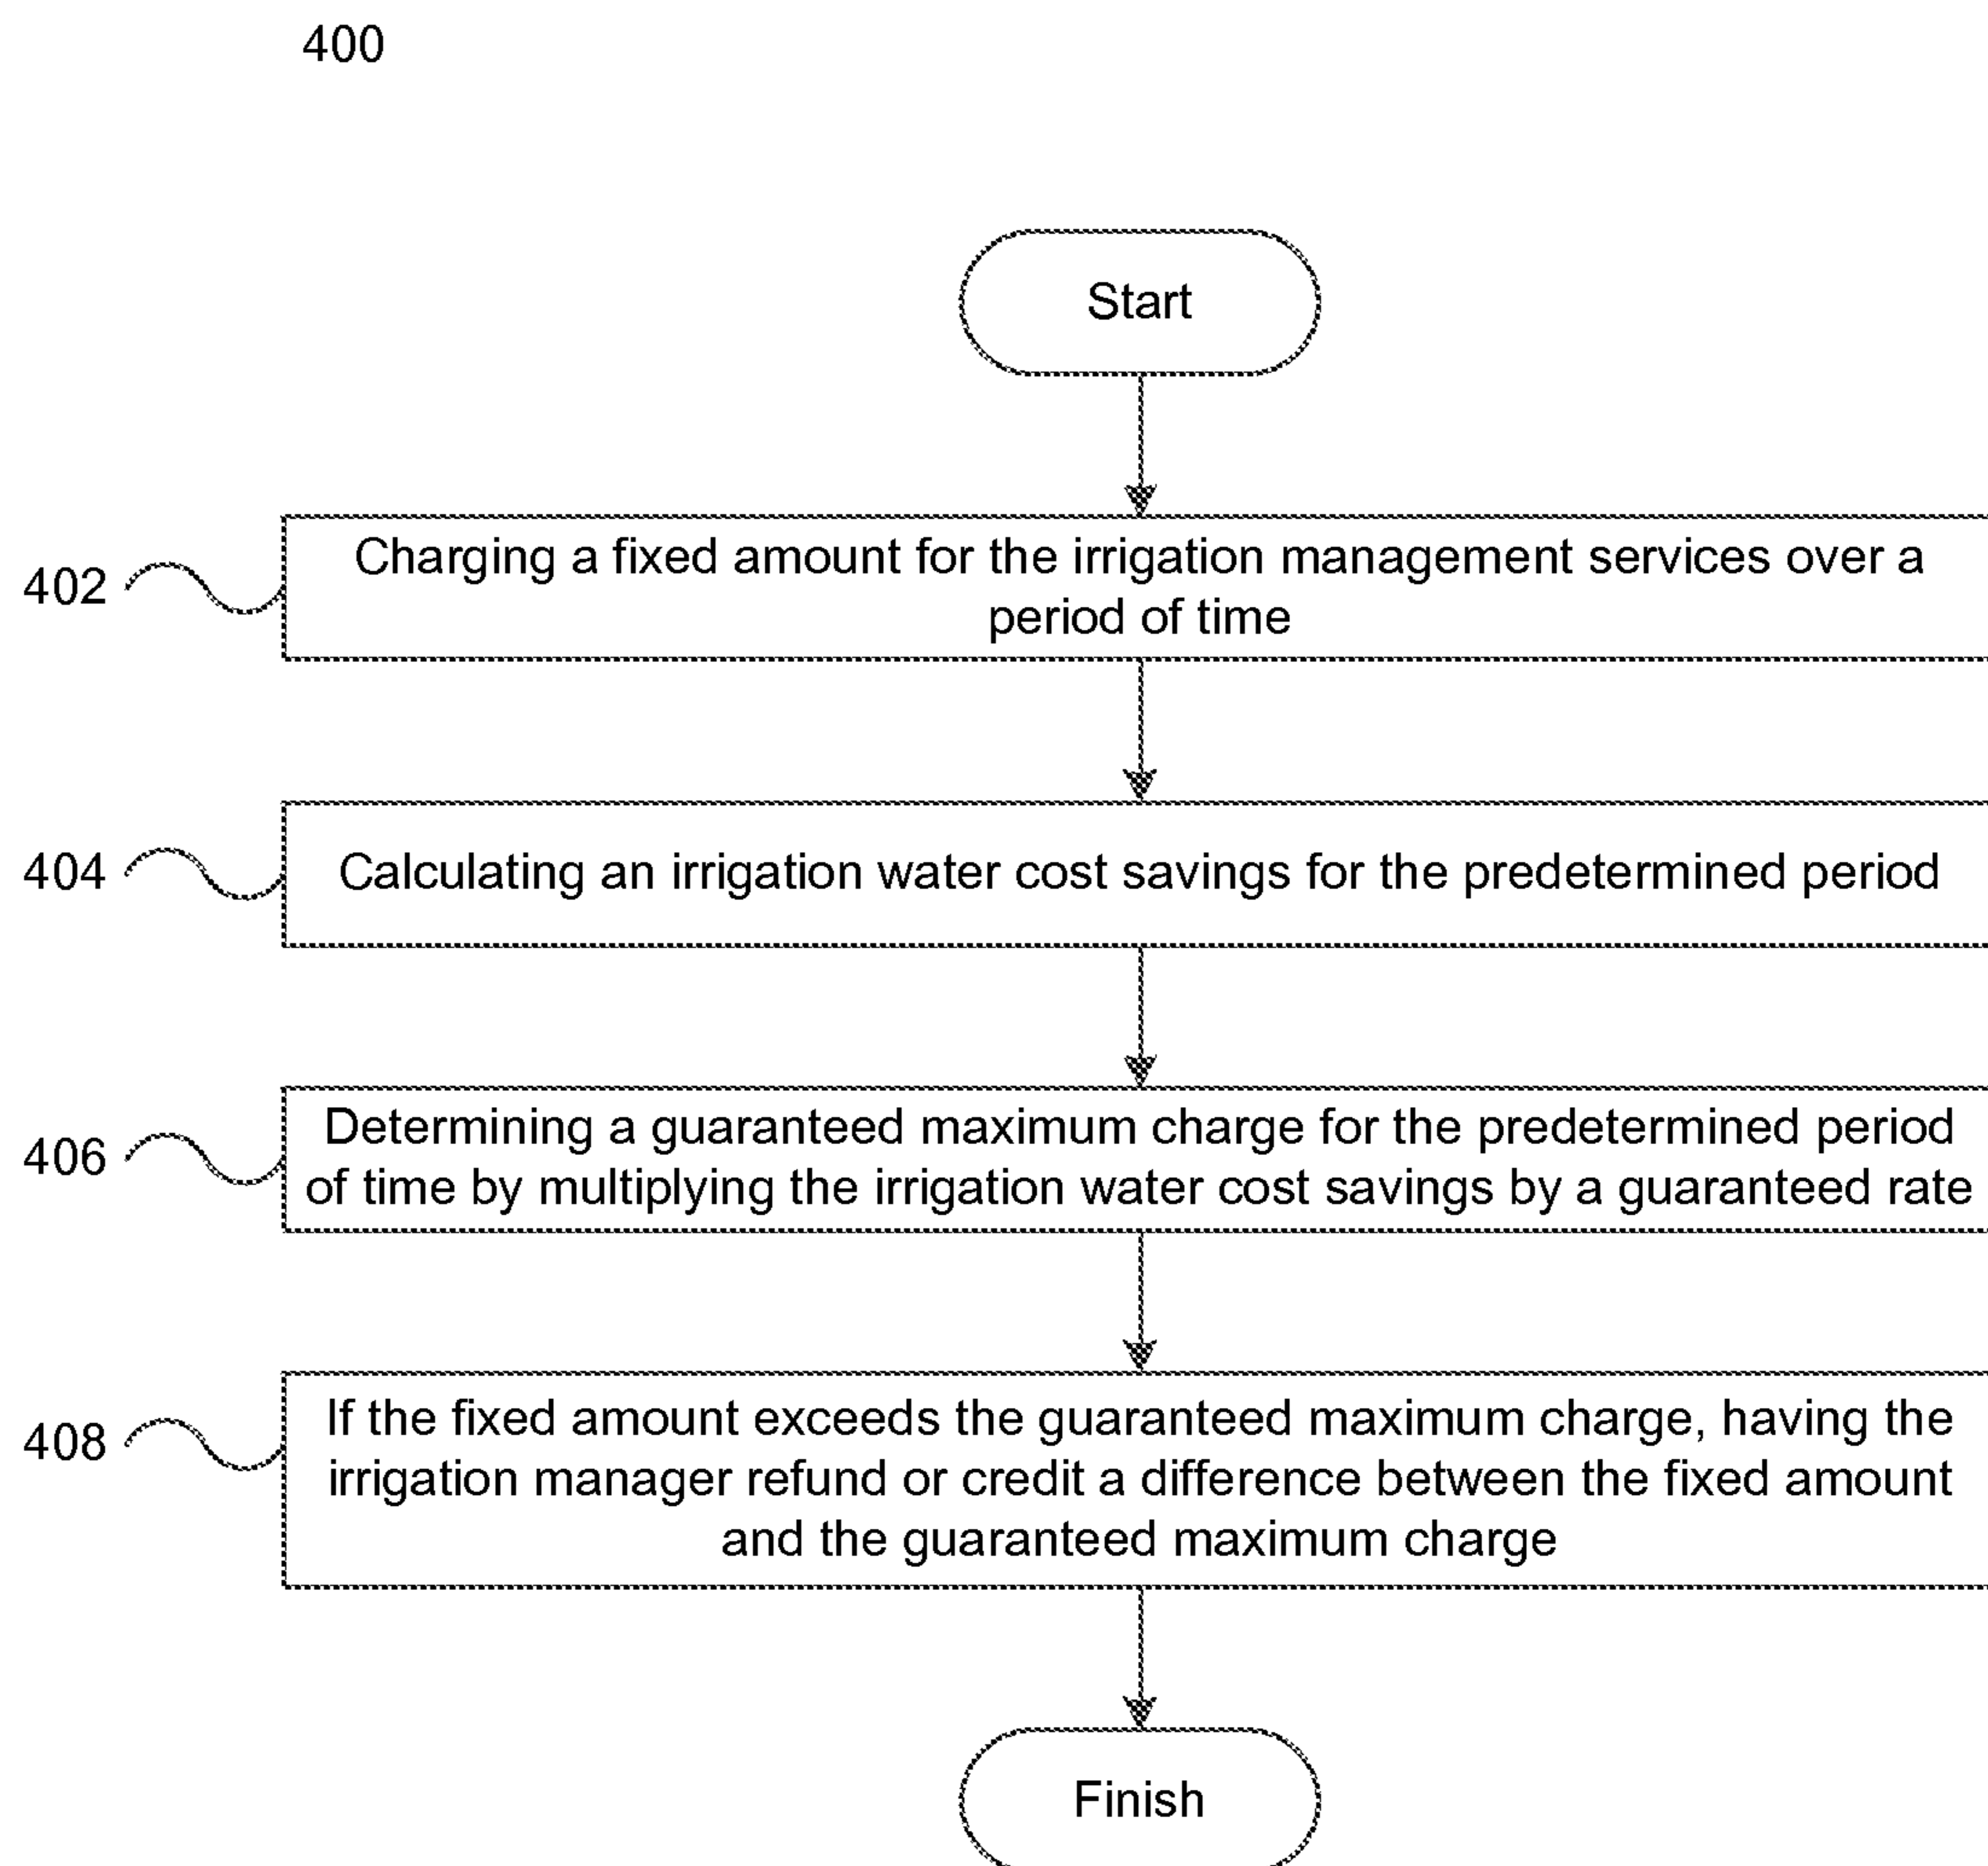 400
Start
402
Charging a fixed amount for the irrigation management services over a
period of time
404
Calculating an irrigation water cost savings for the predetermined period
406
Determining a guaranteed maximum charge for the predetermined period
of time by multiplying the irrigation water cost savings by a guaranteed rate
408
If the fixed amount exceeds the guaranteed maximum charge, having the
irrigation manager refund or credit a difference between the fixed amount
and the guaranteed maximum charge
Finish